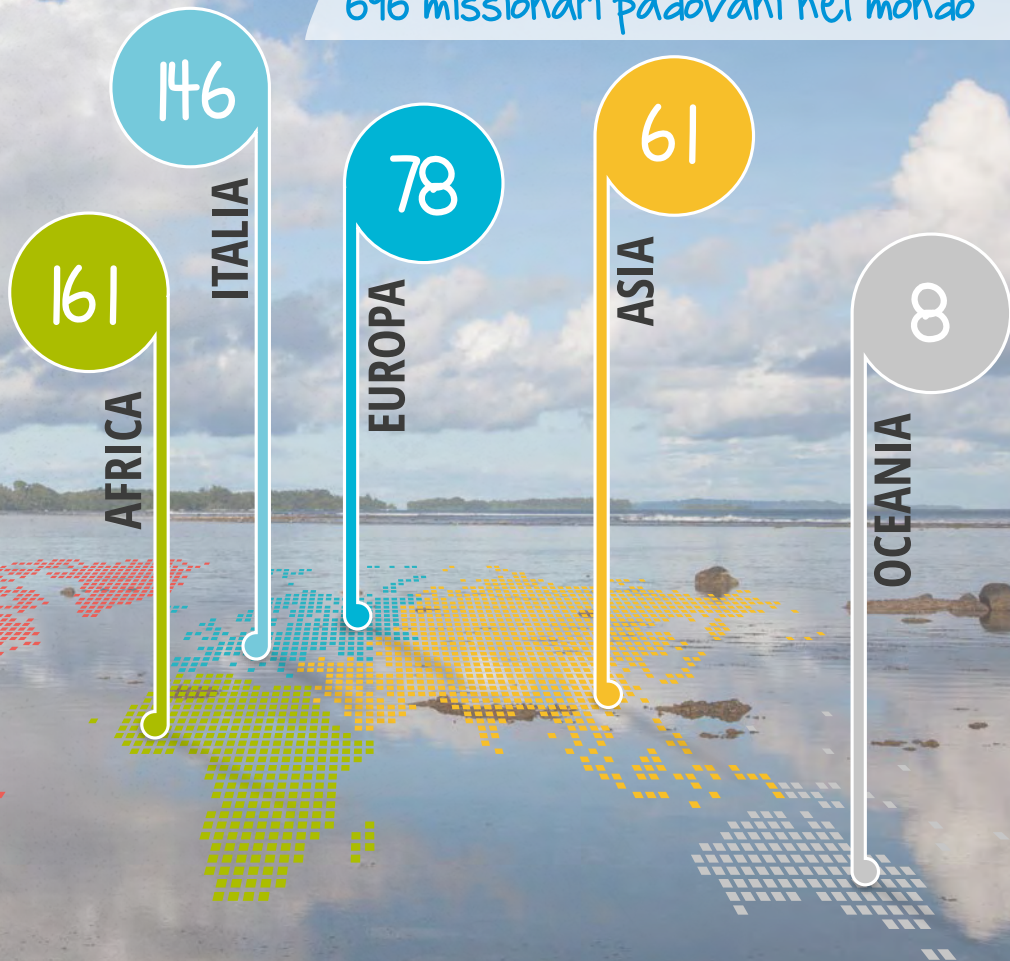 696 missionari padovani nel mondo
146
61
78
161
8
ITALIA
ASIA
EUROPA
AFRICA
OCEANIA